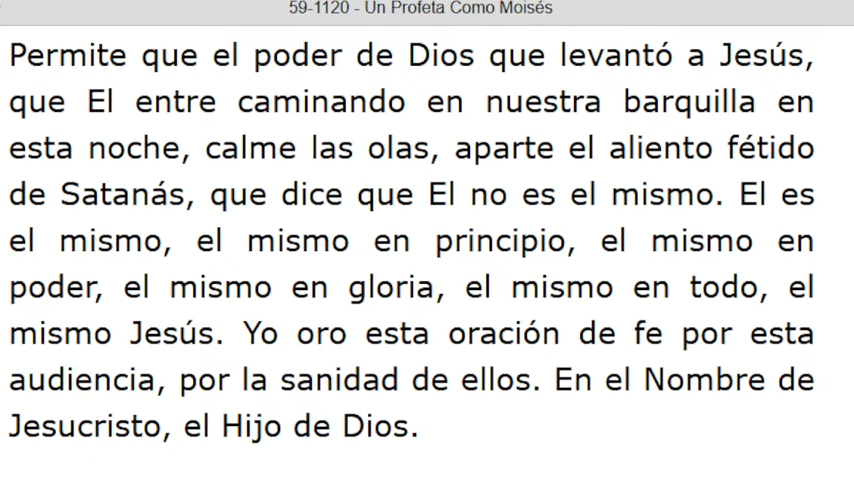 59-1120 - Un Profeta Como Moisés
Permite que el poder de Dios que levantó a Jesús,
que El entre caminando en nuestra barquilla en
esta noche, calme las olas, aparte el aliento fétido
de Satanás, que dice que El no es el mismo. El es
el mismo, el mismo en principio, el mismo en
poder, el mismo en gloria, el mismo en todo, el
mismo Jesús. Yo oro esta oración de fe por esta
audiencia, por la sanidad de ellos. En el Nombre de
Jesucristo, el Hijo de Dios.